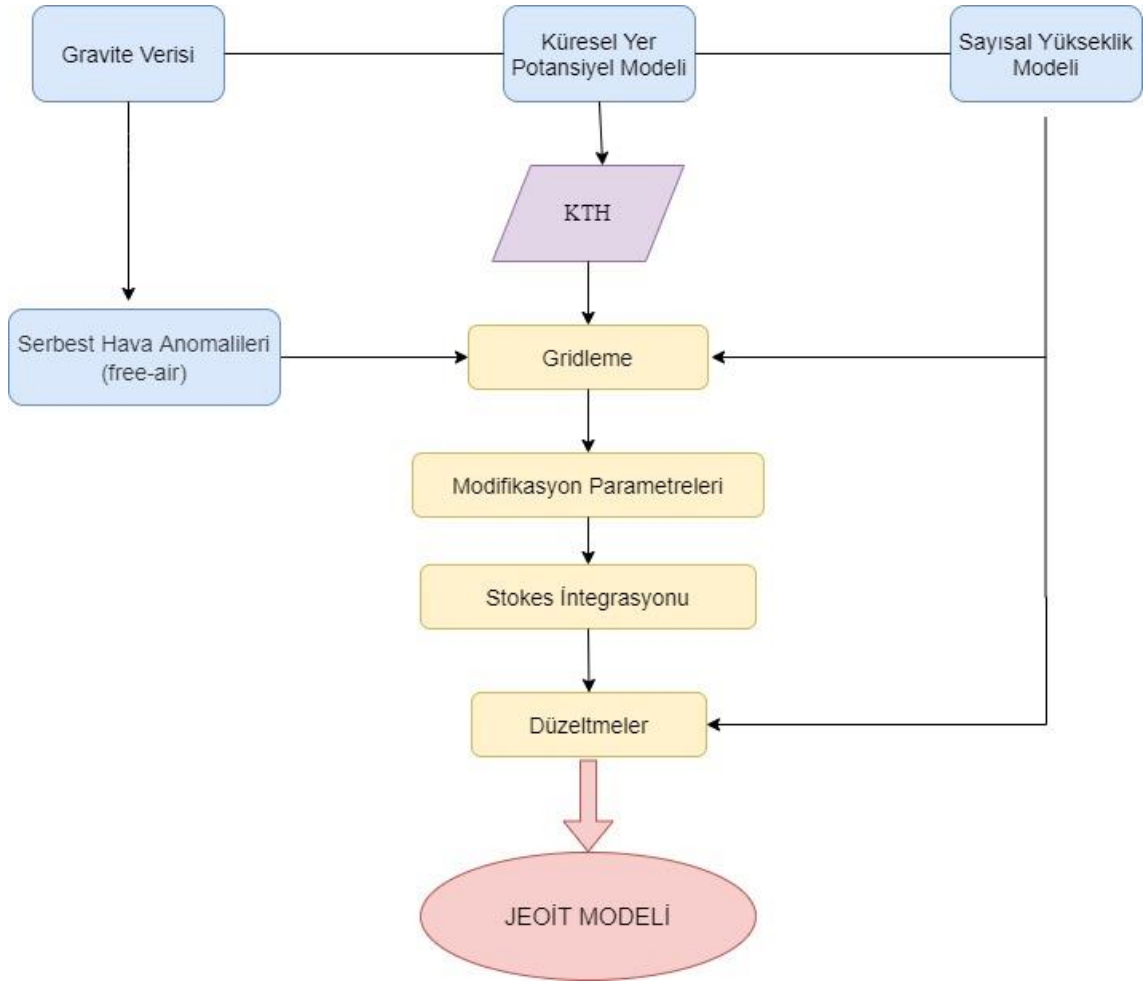 Gravite Verisi
Küresel Yer
Potansiyel Modeli
Sayısal Yükseklik
Modeli
KTH
Serbest Hava Anomalileri
(free-air)
Gridleme
Modifikasyon Parametreleri
Stokes İntegrasyonu
Düzeltmeler
JEOİT MODELİ